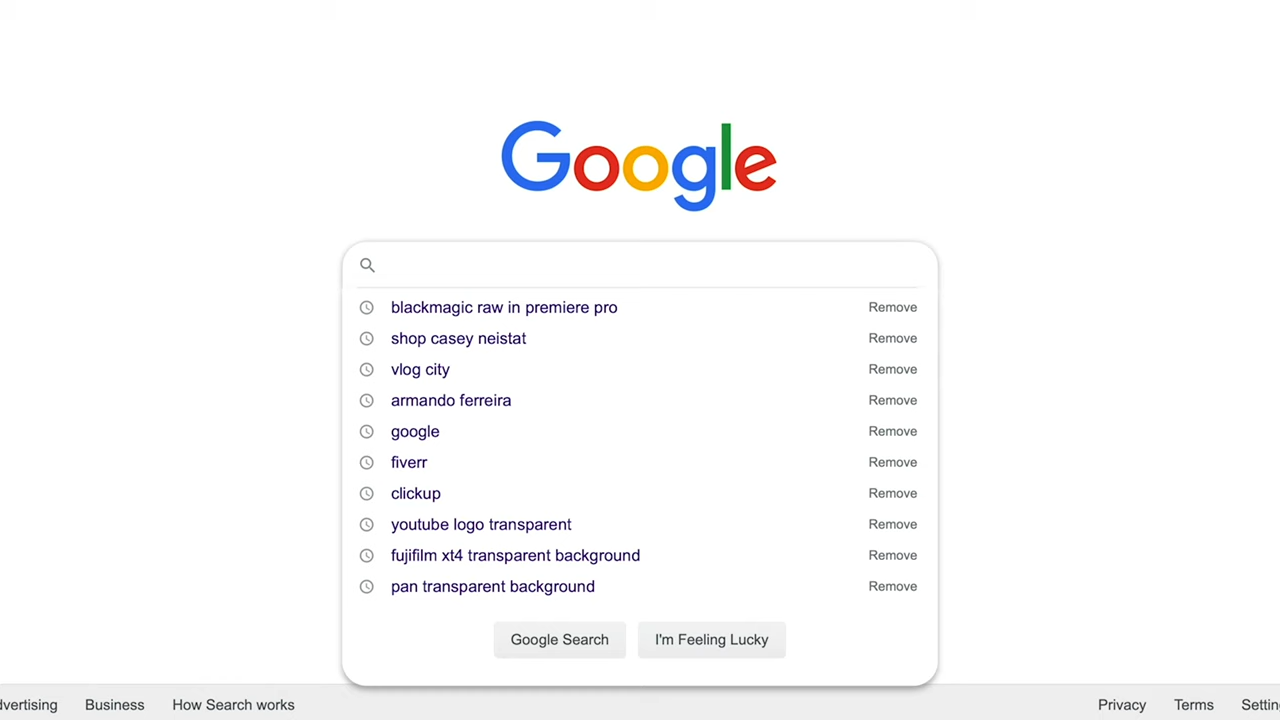 Google
blackmagic raw in premiere pro Remove
shop casey neistat Remove
vlog city Remove
armando ferreira Remove
google Remove
fiverr Remove
clickup Remove
youtube logo transparent Remove
fujifilm xt4 transparent background Remove
pan transparent background Remove
Google Search I'm Feeling Lucky
dvertising Business How Search works Privacy Terms Settin